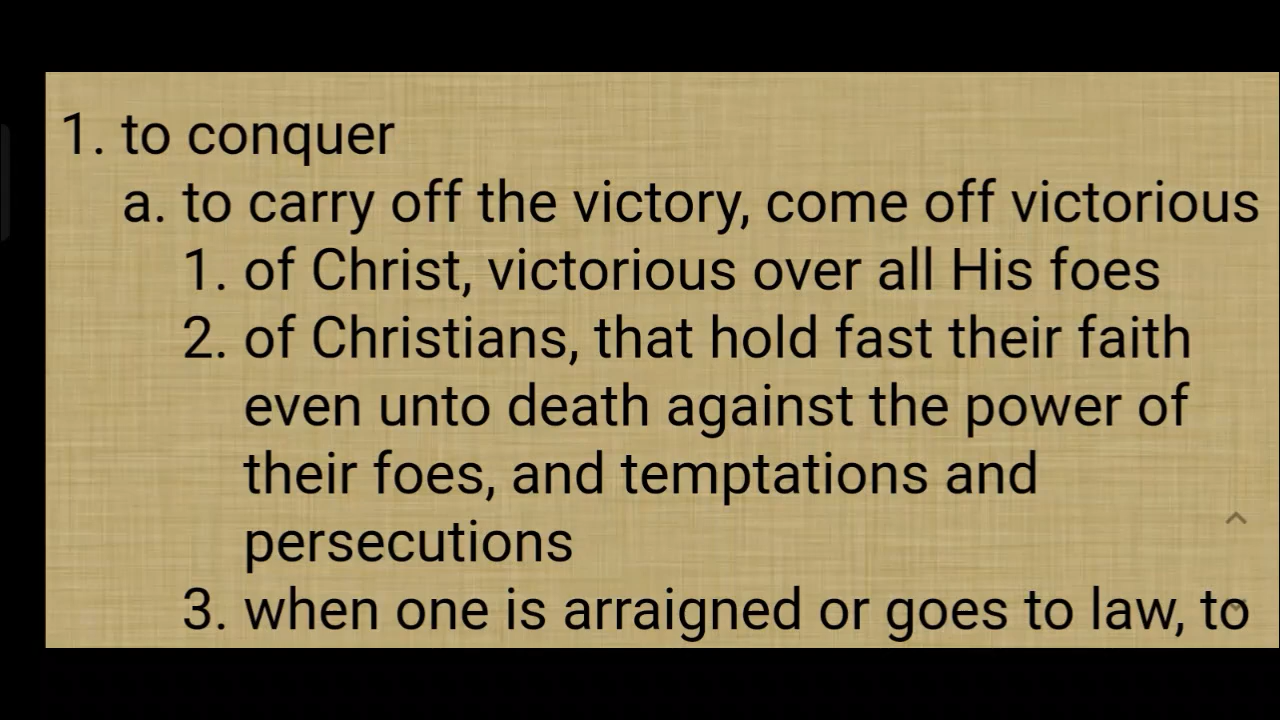 1. to conquer
a. to carry off the victory, come off victorious
1. of Christ, victorious over all His foes
2. of Christians, that hold fast their faith
even unto death against the power of
their foes, and temptations and
persecutions
3. when one is arraigned or goes to law, to